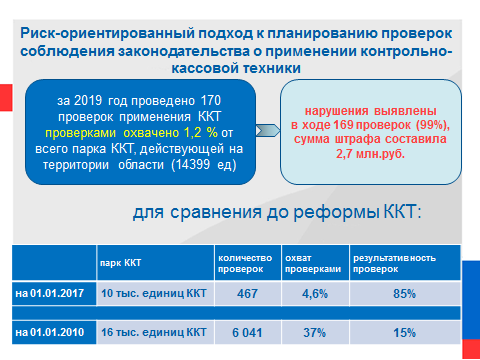 Риск-ориентированный подход к планированию проверок
соблюдения законодательства о применении контрольно-
кассовой техники
за 2019 год проведено 170
проверок применения ККТ
проверками охвачено 1,2 % от
всего парка ККТ, действующей на
территории области (14399 ед)
нарушения выявлены
в ходе 169 проверок (99%),
сумма штрафа составила
2,7 млн.руб.
для сравнения до реформы ККТ:
парк ККТ количество проверок охват проверками результативность проверок
на 01.01.2017 10 тыс. единиц ККТ 467 4,6% 85%
на 01.01.2010 16 тыс. единиц ККТ 6 041 37% 15%